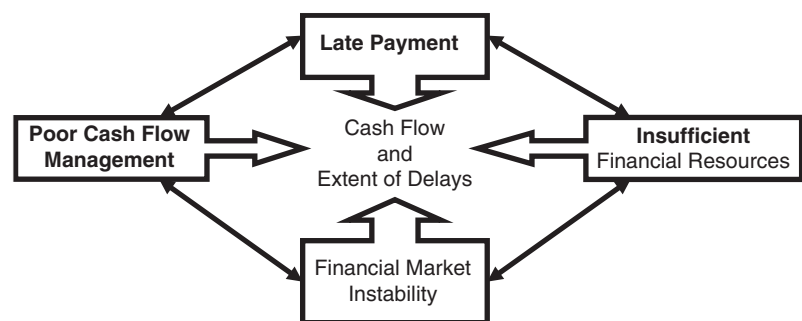 Late Payment
Poor Cash Flow
Management
Cash Flow
and
Extent of Delays
Insufficient
Financial Resources
Financial Market
Instability